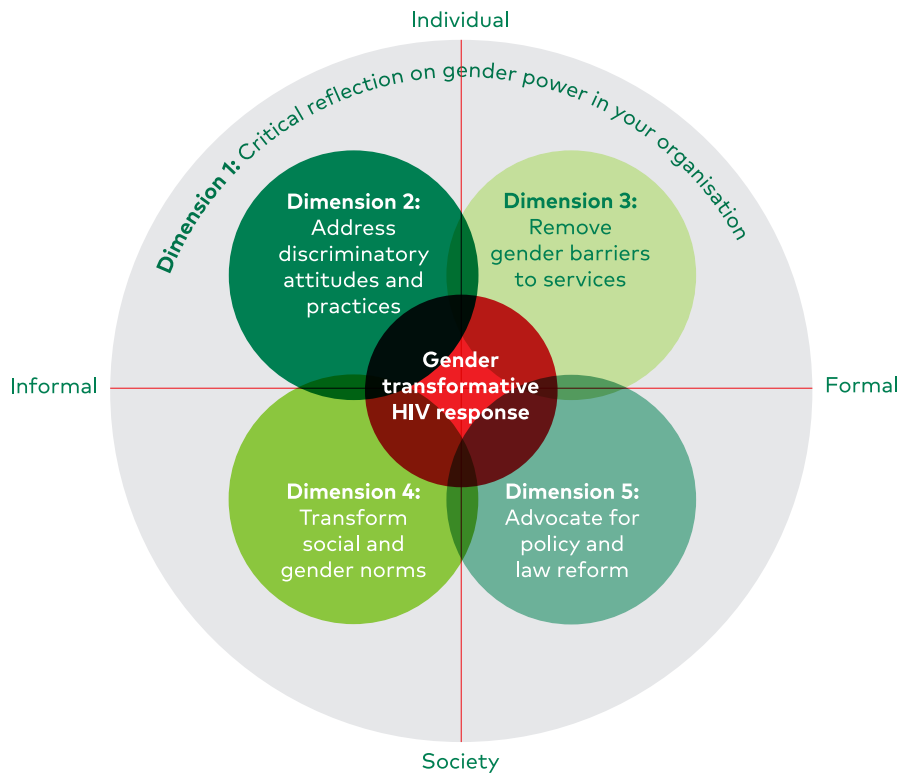 Individual
Dimension 1: Critical reflection on gender power in your organisation
Dimension 2:
Address
discriminatory
attitudes and
practices
Dimension 3:
Remove
gender barriers
to services
Gender
transformative
HIV response
Informal
Formal
Dimension 4:
Transform
social and
gender norms
Dimension 5:
Advocate for
policy and
law reform
Society